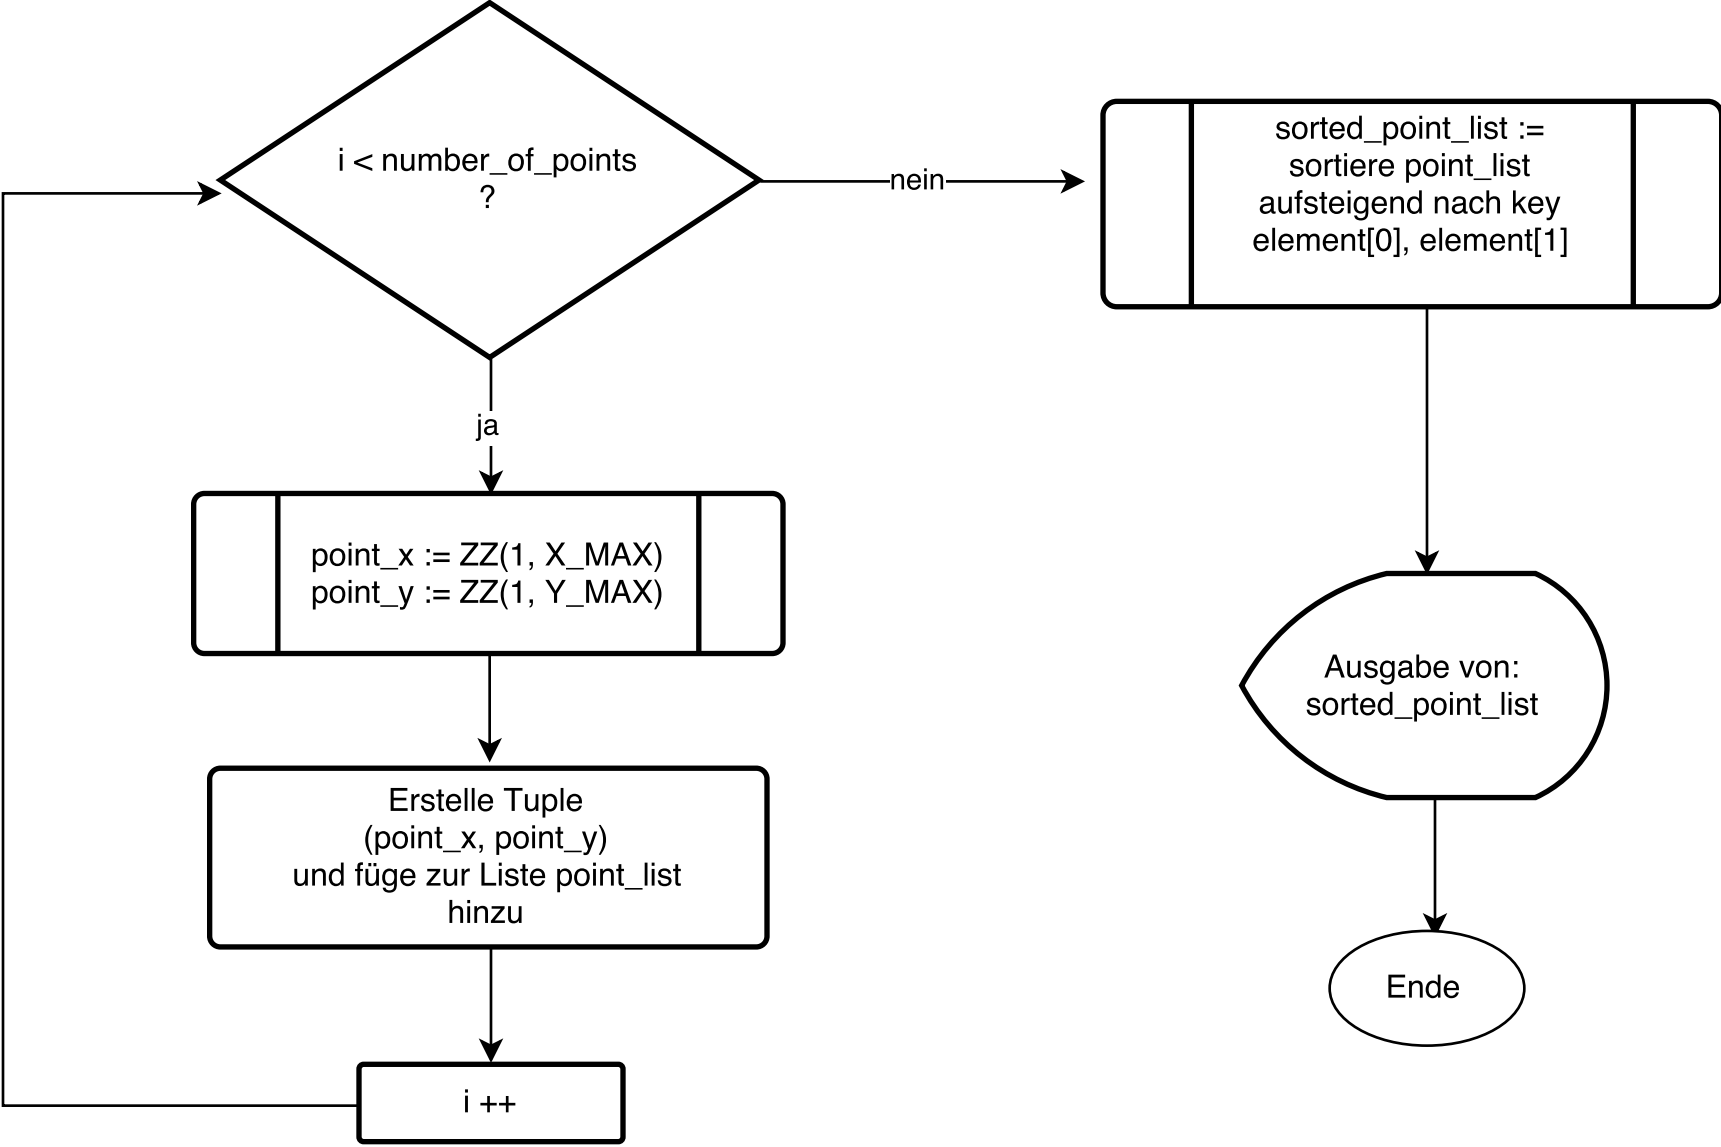 i < number_of_points
?
nein
ja
point_x := ZZ(1, X_MAX)
point_y := ZZ(1, Y_MAX)
Erstelle Tuple
(point_x, point_y)
und füge zur Liste point_list
hinzu
i ++
sorted_point_list :=
sortiere point_list
aufsteigend nach key
element[0], element[1]
Ausgabe von:
sorted_point_list
Ende